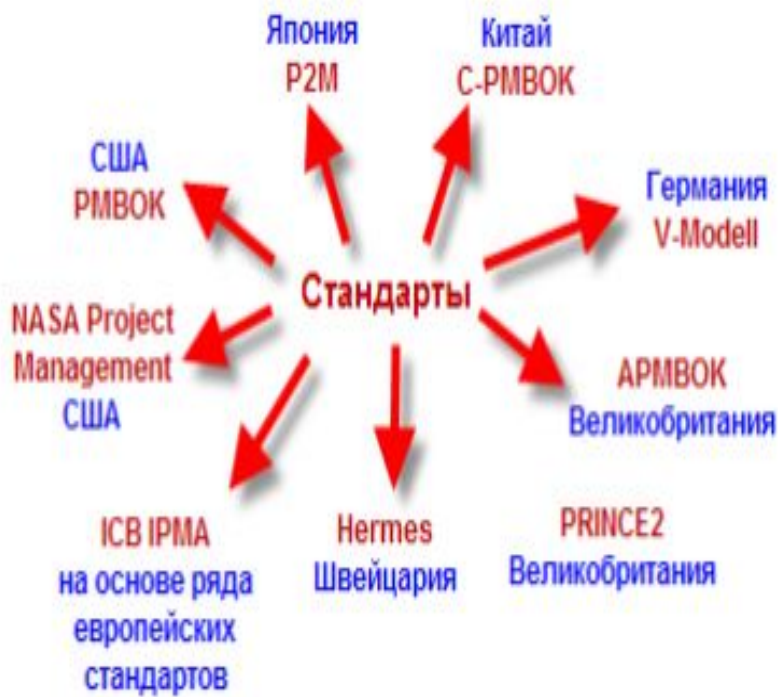 Япония
P2M
Китай
C-PMBOK
США
PMBOK
Германия
V-Modell
Стандарты
NASA Project
Management
США
APMBOK
Великобритания
ICB IPMA
на основе ряда
европейских
стандартов
Hermes
Швейцария
PRINCE2
Великобритания